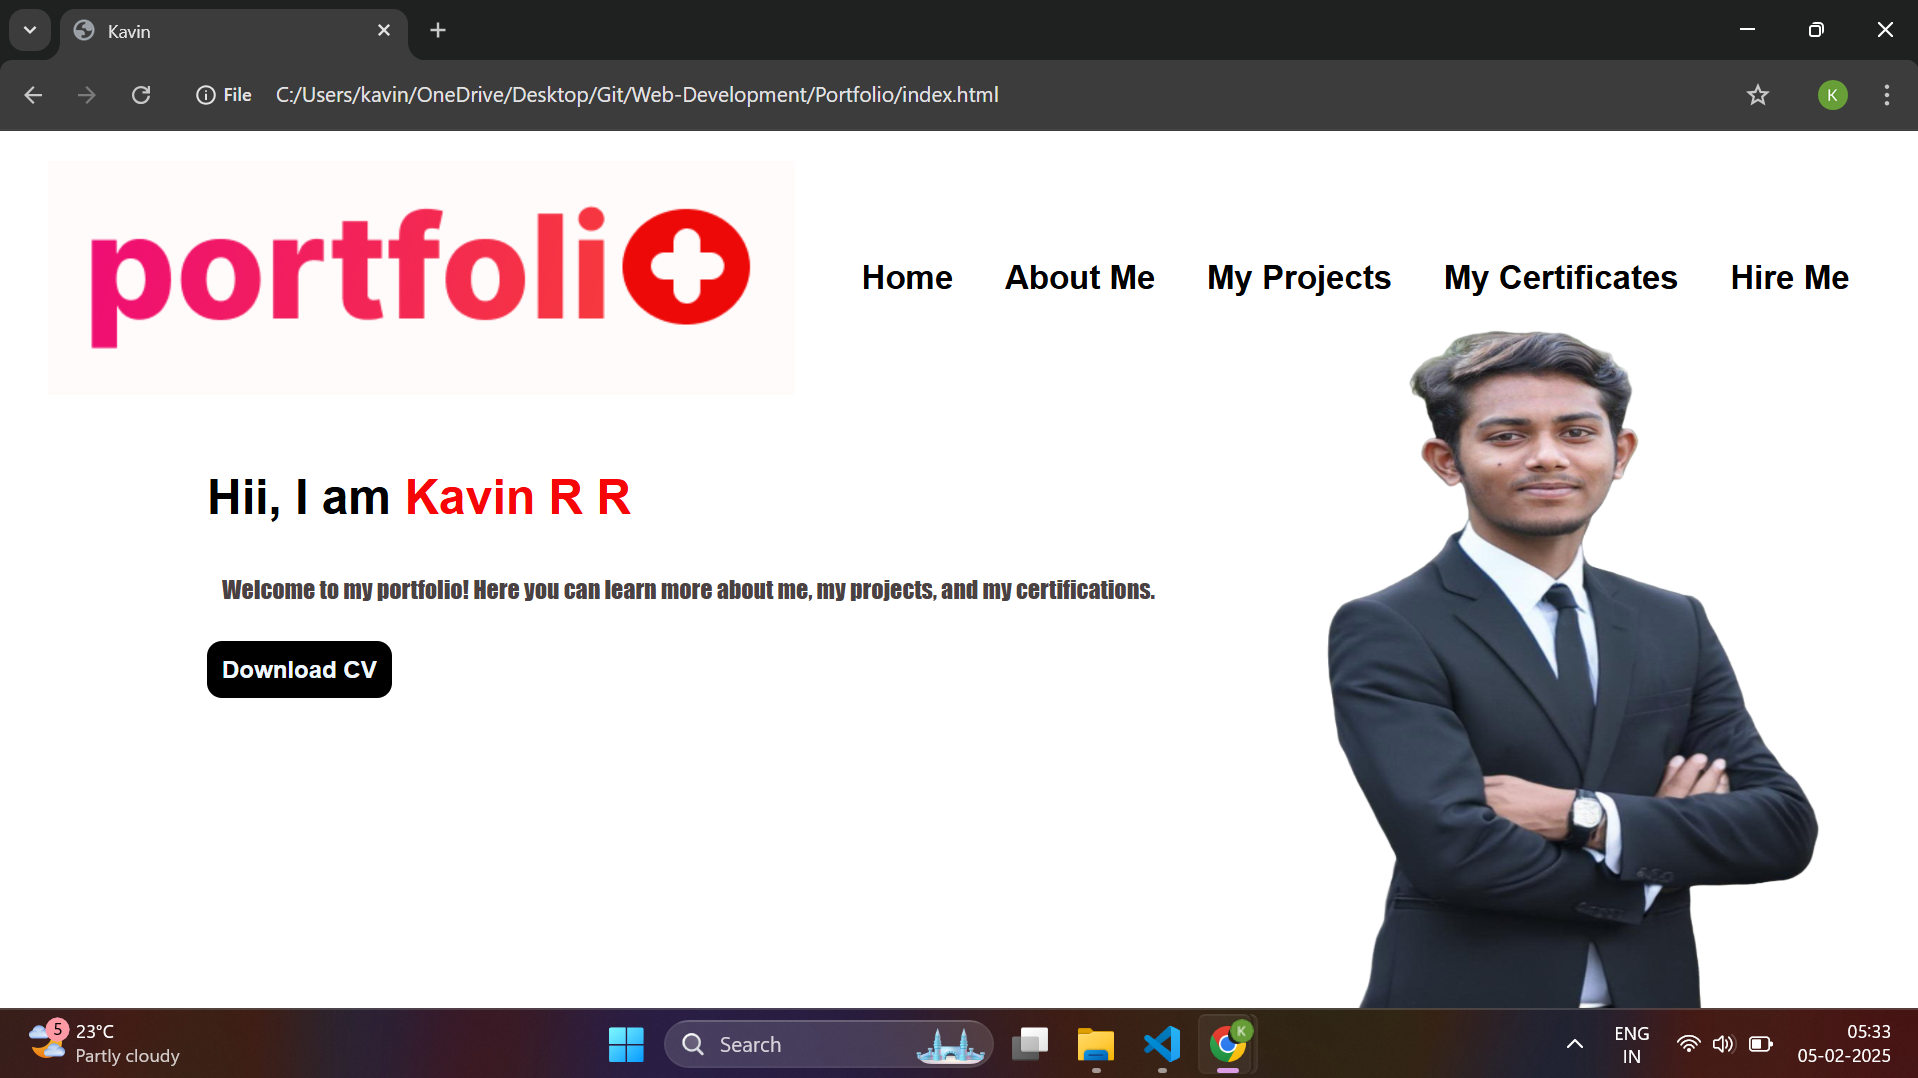 Kavin
File C:/Users/kavin/OneDrive/Desktop/Git/Web-Development/Portfolio/index.html
K
portfolio
Home About Me My Projects My Certificates Hire Me
Hii, I am Kavin R R
Welcome to my portfolio! Here you can learn more about me, my projects, and my certifications.
Download CV
5 23°C
Partly cloudy
Search
K
ENG
IN
05:33
05-02-2025